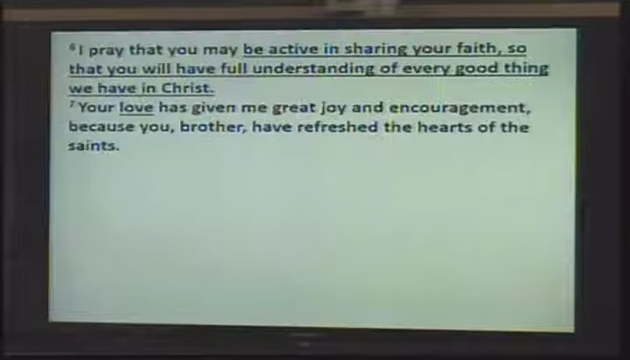 ⁶I pray that you may be active in sharing your faith, so
that you will have full understanding of every good thing
we have in Christ.
⁷Your love has given me great joy and encouragement,
because you, brother, have refreshed the hearts of the
saints.